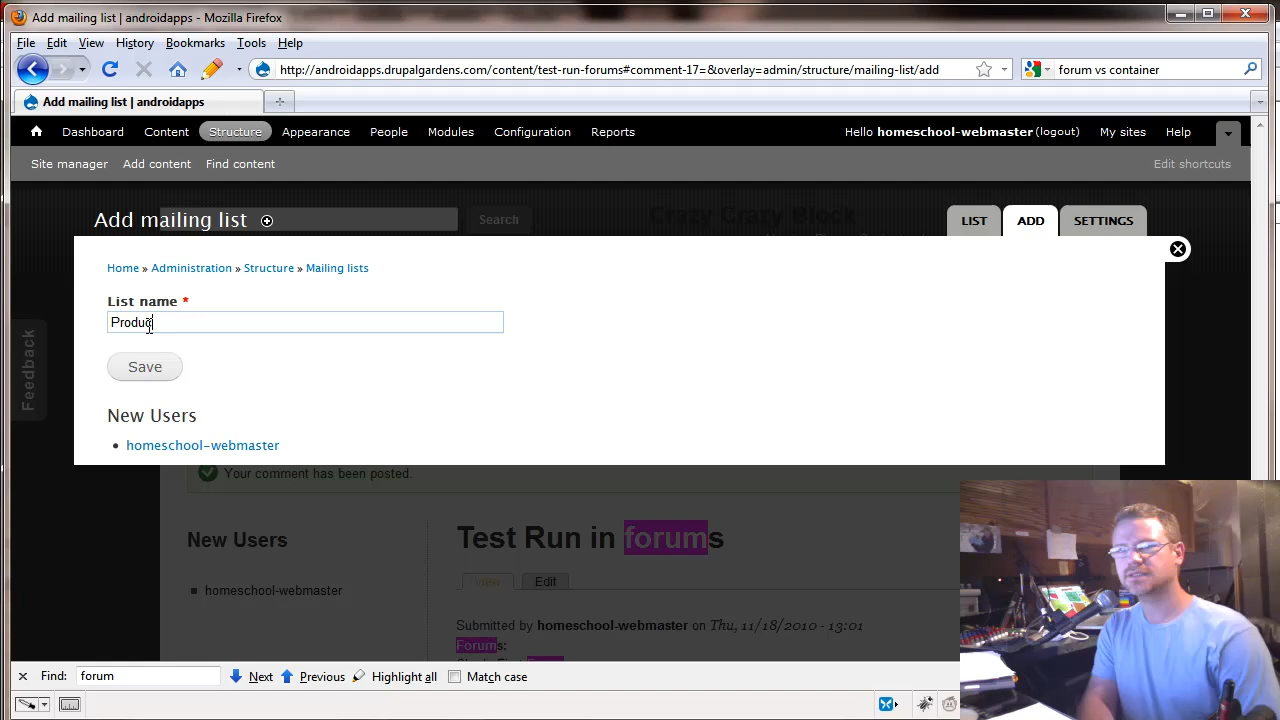 Add mailing list | androidapps - Mozilla Firefox
File Edit View History Bookmarks Tools Help
http://androidapps.drupalgardens.com/content/test-run-forums#comment-17=&overlay=admin/structure/mailing-list/add
forum vs container
Add mailing list | androidapps
Dashboard Content Structure Appearance People Modules Configuration Reports
Hello homeschool-webmaster (logout) My sites Help
Site manager Add content Find content
Edit shortcuts
Add mailing list
Search
Crazy Crazy Block
LIST ADD SETTINGS
Home » Administration » Structure » Mailing lists
List name *
Produc
Save
Feedback
New Users
homeschool-webmaster
Your comment has been posted.
New Users
homeschool-webmaster
Test Run in forums
View Edit
Submitted by homeschool-webmaster on Thu, 11/18/2010 - 13:01
Forums:
Find: forum Next Previous Highlight all Match case